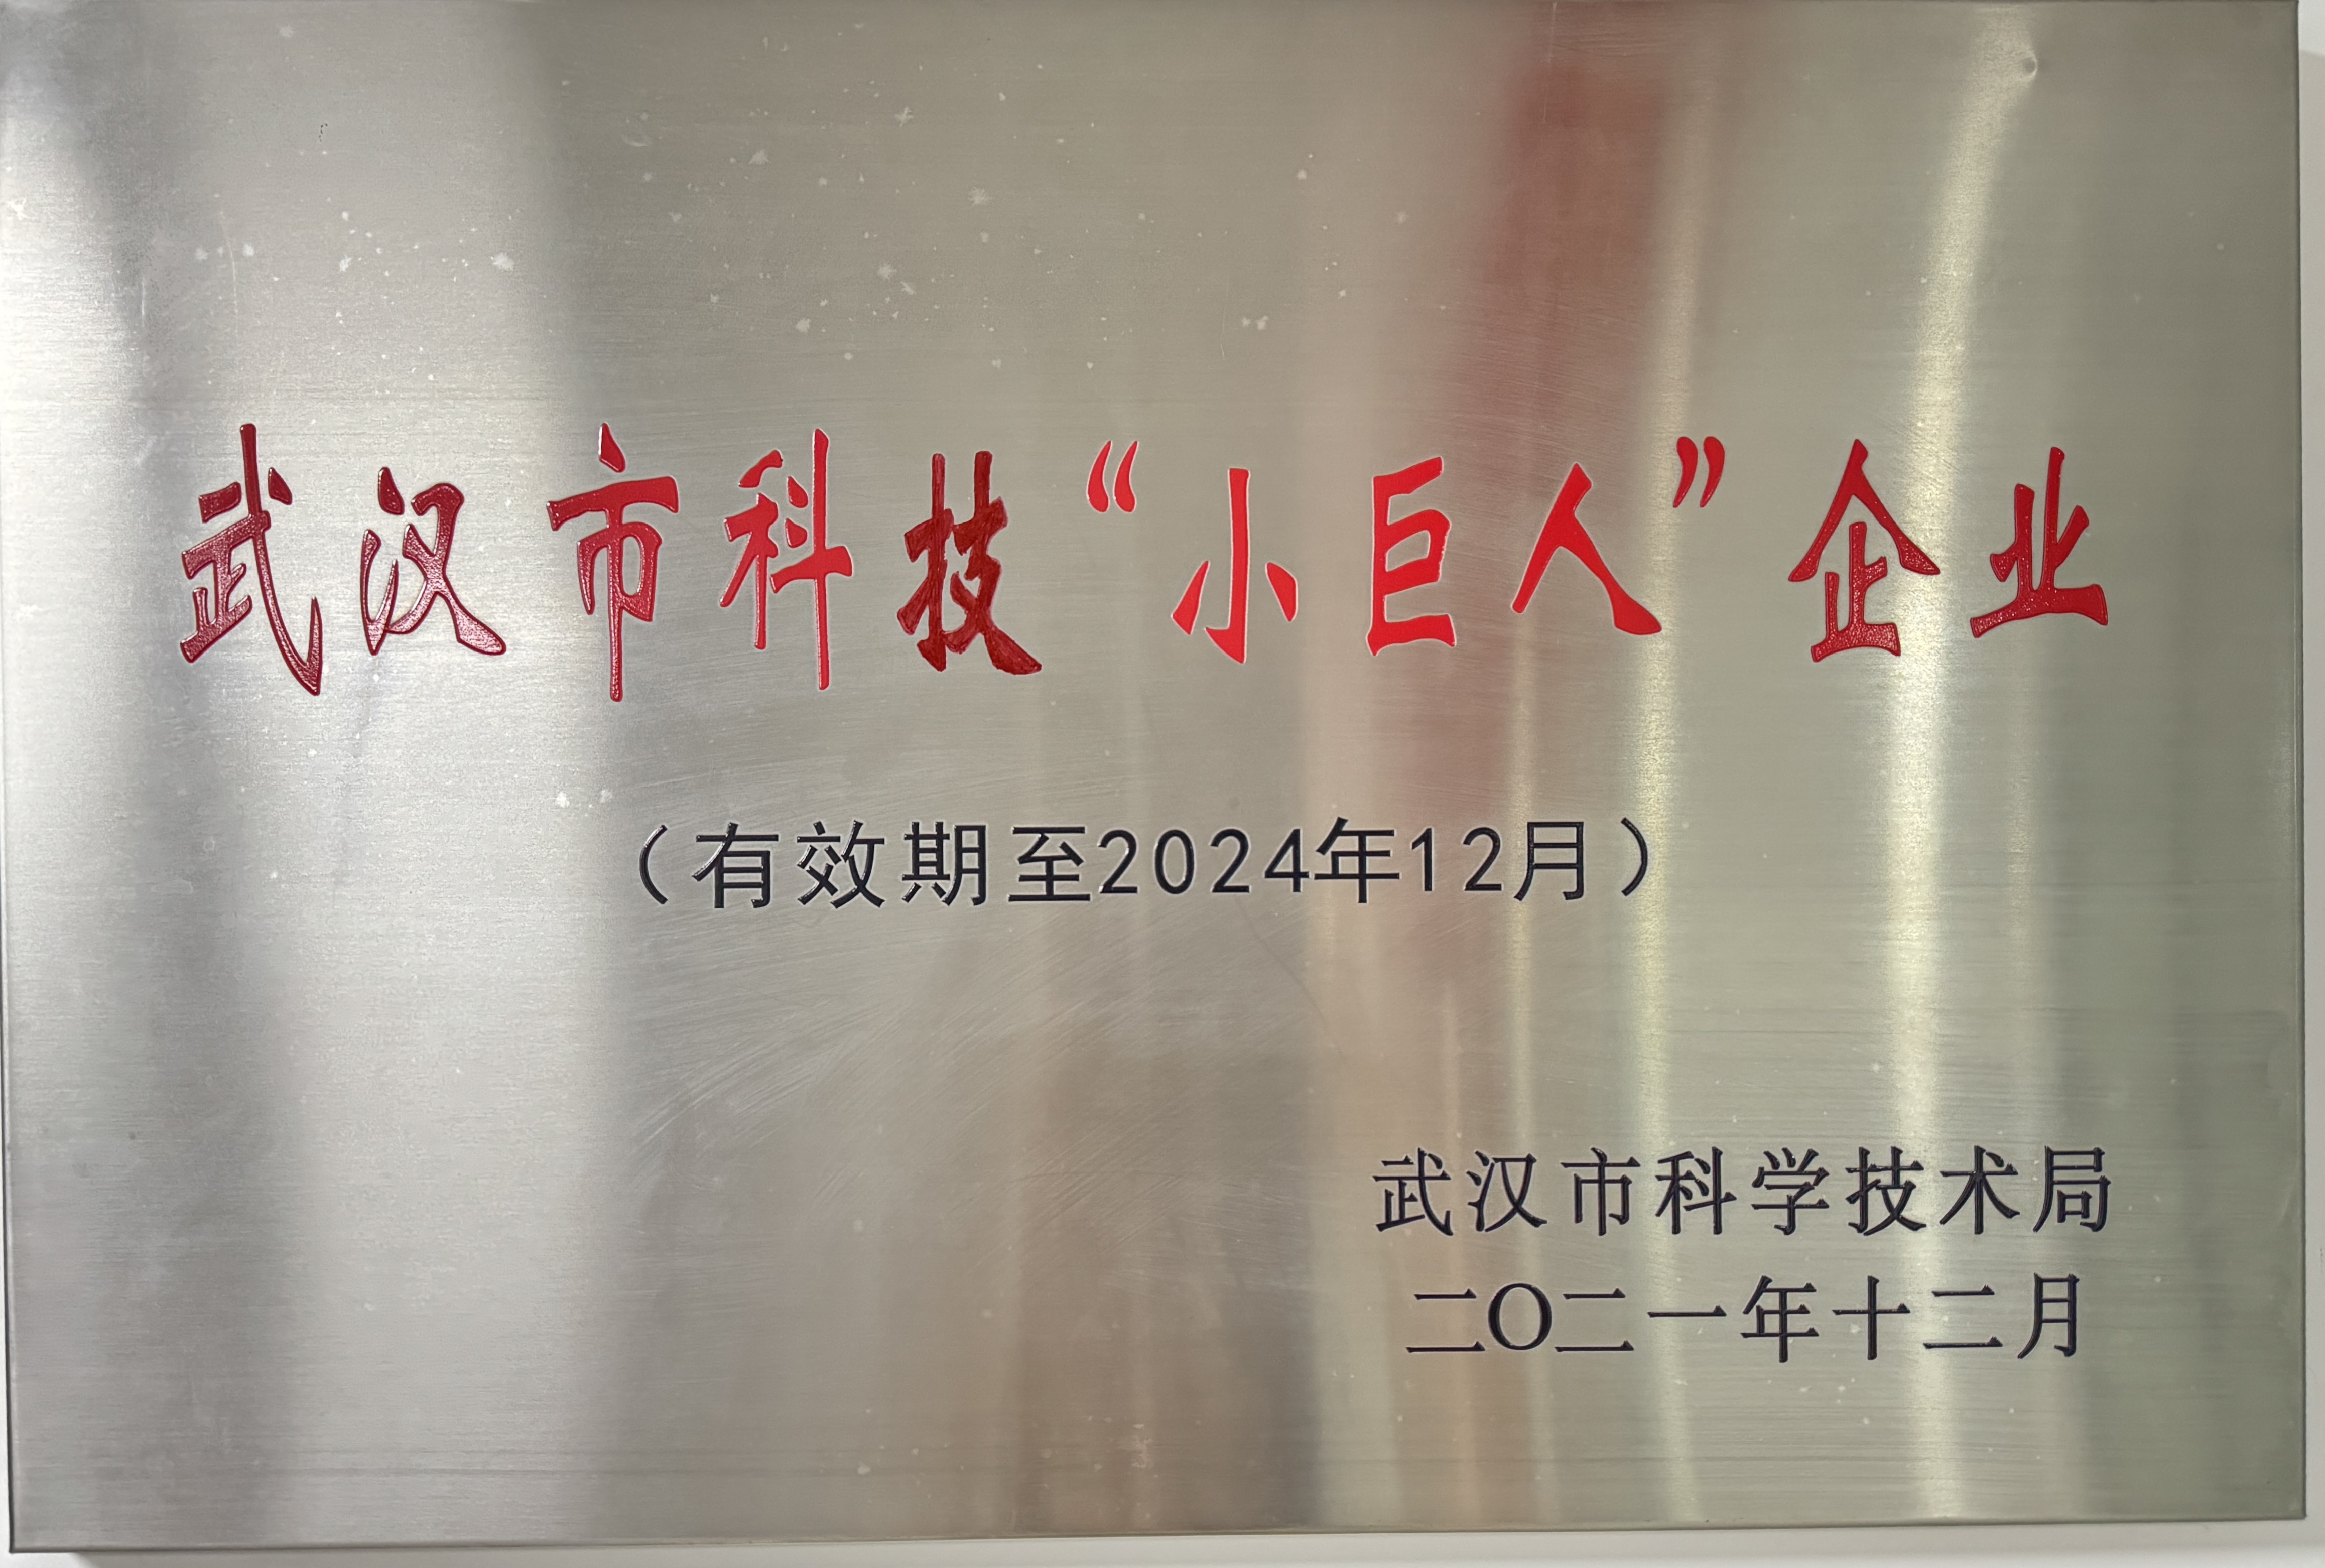 武汉市科技“小巨人”企业
（有效期至2024年12月）
武汉市科学技术局
二〇二一年十二月